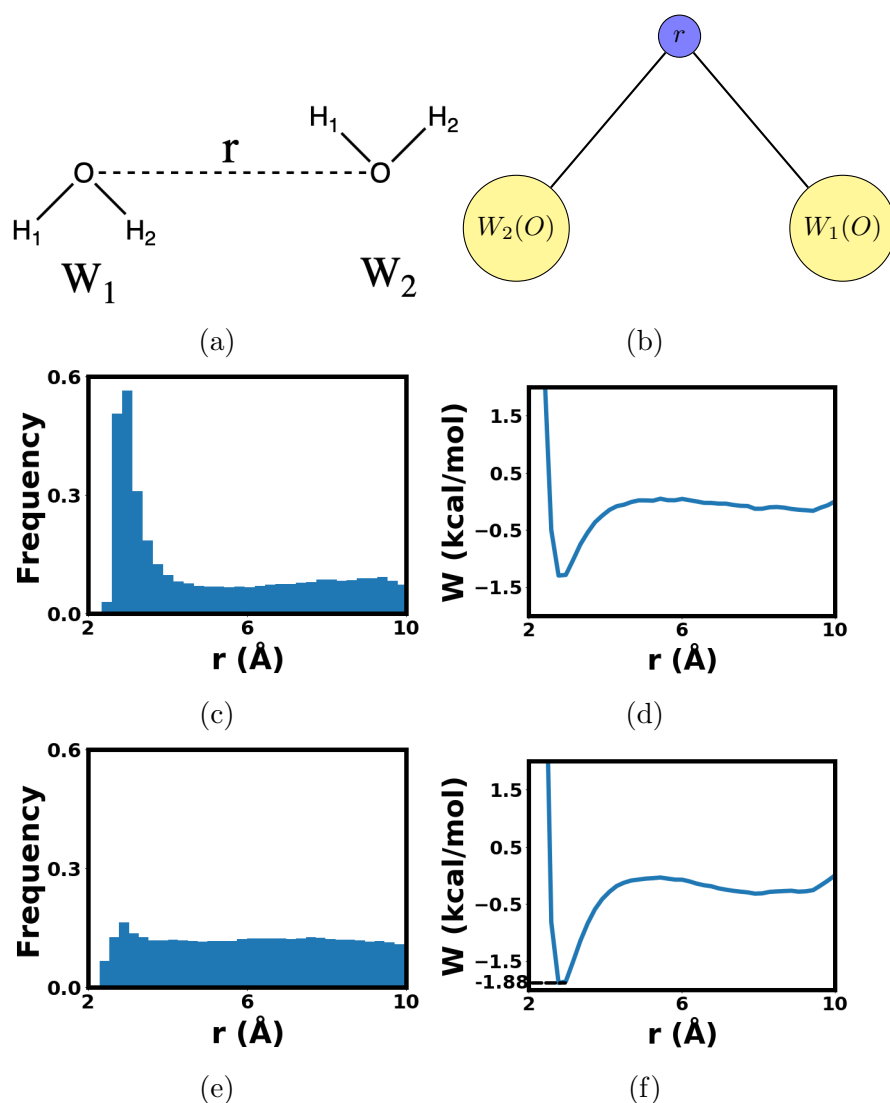 H₁ H₂
r
O O
H₁ H₂
W₁ W₂
(a)
r
W₂(O) W₁(O)
(b)
0.6
0.3
0.0
2 6 10
Frequency
r (Å)
(c)
1.5
0.5
−0.5
−1.5
2 6 10
W (kcal/mol)
r (Å)
(d)
0.6
0.3
0.0
2 6 10
Frequency
r (Å)
(e)
1.5
0.5
−0.5
−1.5
-1.88
2 6 10
W (kcal/mol)
r (Å)
(f)